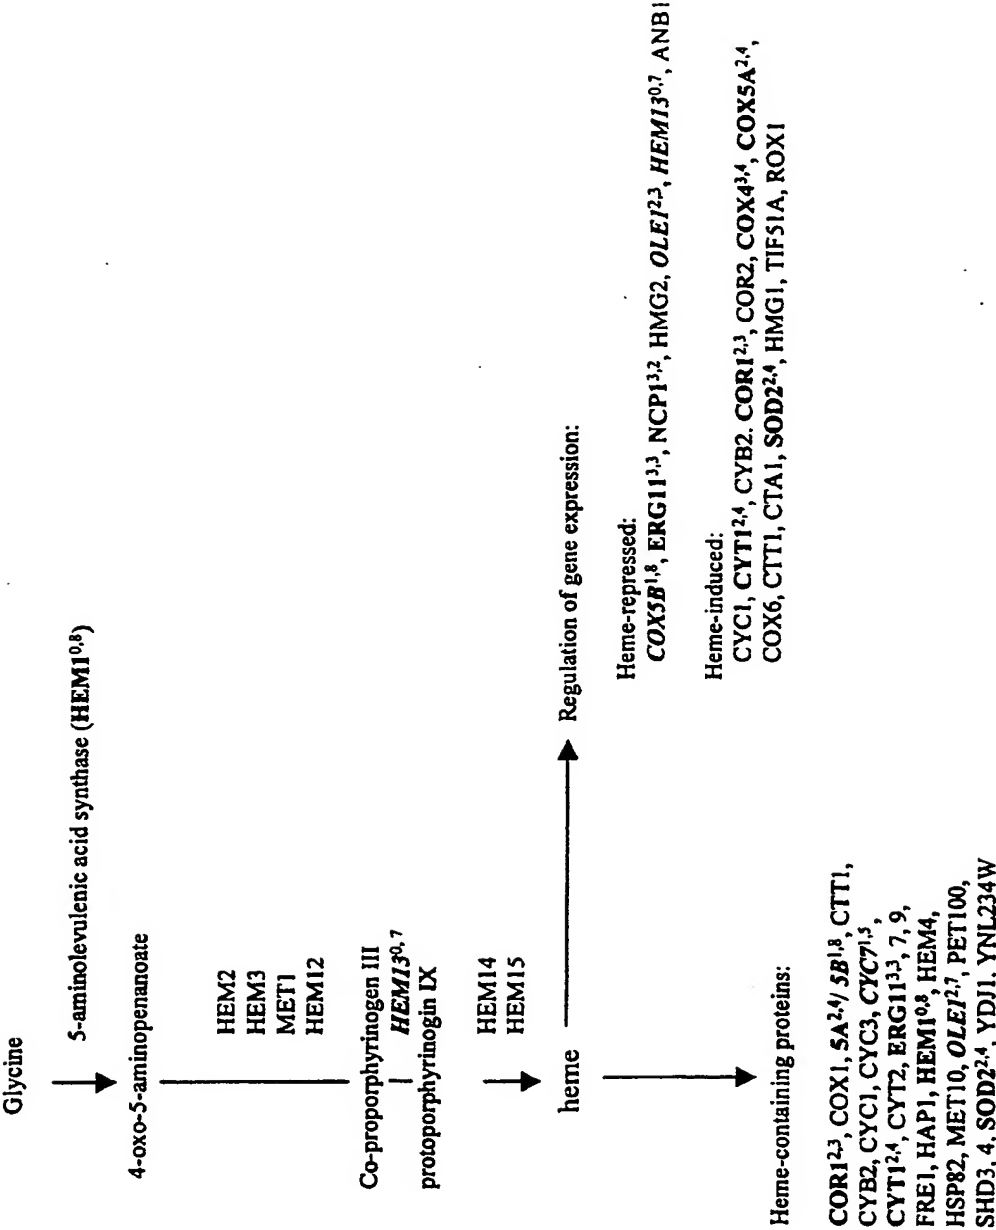 Glycine
5-aminolevulenic acid synthase (HEM1⁰,⁸)
4-oxo-5-aminopenanoate
HEM2
HEM3
MET1
HEM12
Co-proporphyrinogen III
HEM13⁰,⁷
protoporphyrinogin IX
HEM14
HEM15
heme
Regulation of gene expression:
Heme-repressed:
COX5B¹,⁸, ERG11³,³, NCP1³,², HMG2, OLE1²,³, HEM13⁰,⁷, ANB1
Heme-induced:
CYC1, CYT1²,⁴, CYB2. COR1²,³, COR2, COX4³,⁴, COX5A²,⁴,
COX6, CTT1, CTA1, SOD2²,⁴, HMG1, TIF51A, ROX1
Heme-containing proteins:
COR1²,³, COX1, 5A²,⁴/ 5B¹,⁸, CTT1,
CYB2, CYC1, CYC3, CYC7¹,⁵,
CYT1²,⁴, CYT2, ERG11³,³, 7, 9,
FRE1, HAP1, HEM1⁰,⁸, HEM4,
HSP82, MET10, OLE1²,⁷, PET100,
SHD3, 4, SOD2²,⁴, YDJ1, YNL234W